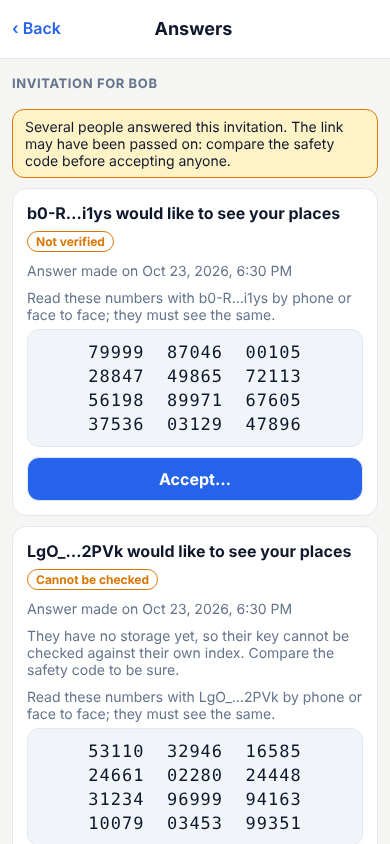 ‹ Back
Answers
INVITATION FOR BOB
Several people answered this invitation. The link
may have been passed on: compare the safety
code before accepting anyone.
b0-R…i1ys would like to see your places
Not verified
Answer made on Oct 23, 2026, 6:30 PM
Read these numbers with b0-R…i1ys by phone or
face to face; they must see the same.
79999 87046 00105
28847 49865 72113
56198 89971 67605
37536 03129 47896
Accept…
LgO_…2PVk would like to see your places
Cannot be checked
Answer made on Oct 23, 2026, 6:30 PM
They have no storage yet, so their key cannot be
checked against their own index. Compare the
safety code to be sure.
Read these numbers with LgO_…2PVk by phone or
face to face; they must see the same.
53110 32946 16585
24661 02280 24448
31234 96999 94163
10079 03453 99351